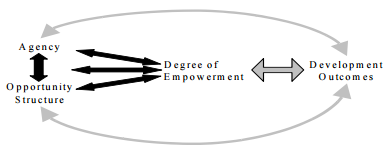 Agency
Opportunity
Structure
Degree of
Empowerment
Development
Outcomes